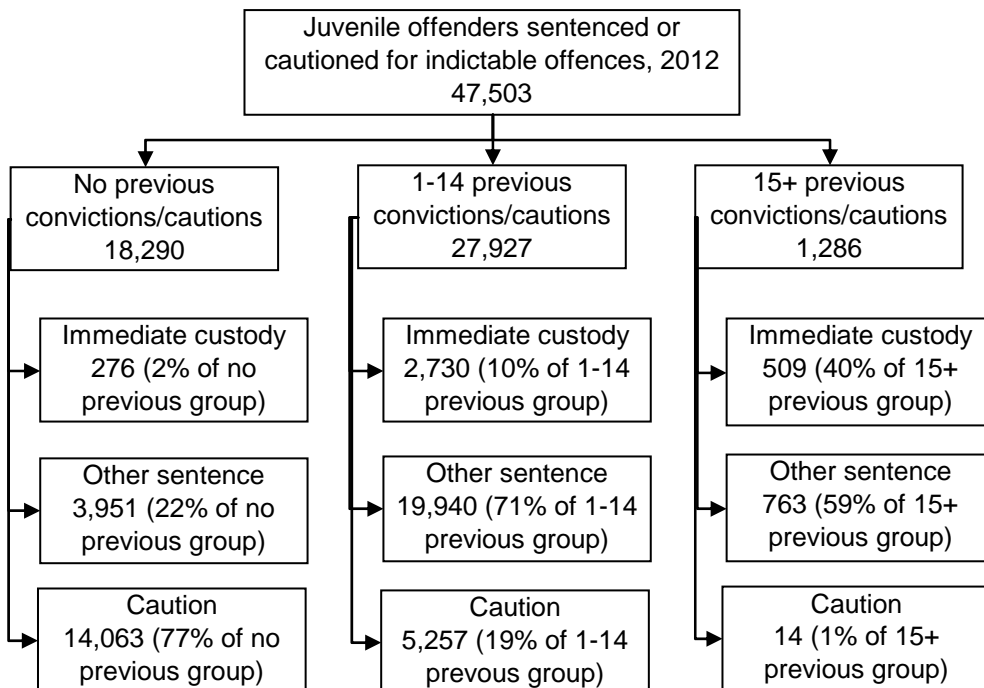 Juvenile offenders sentenced or
cautioned for indictable offences, 2012
47,503
No previous
convictions/cautions
18,290
1-14 previous
convictions/cautions
27,927
15+ previous
convictions/cautions
1,286
Immediate custody
276 (2% of no
previous group)
Immediate custody
2,730 (10% of 1-14
previous group)
Immediate custody
509 (40% of 15+
previous group)
Other sentence
3,951 (22% of no
previous group)
Other sentence
19,940 (71% of 1-14
previous group)
Other sentence
763 (59% of 15+
previous group)
Caution
14,063 (77% of no
previous group)
Caution
5,257 (19% of 1-14
prevous group)
Caution
14 (1% of 15+
previous group)